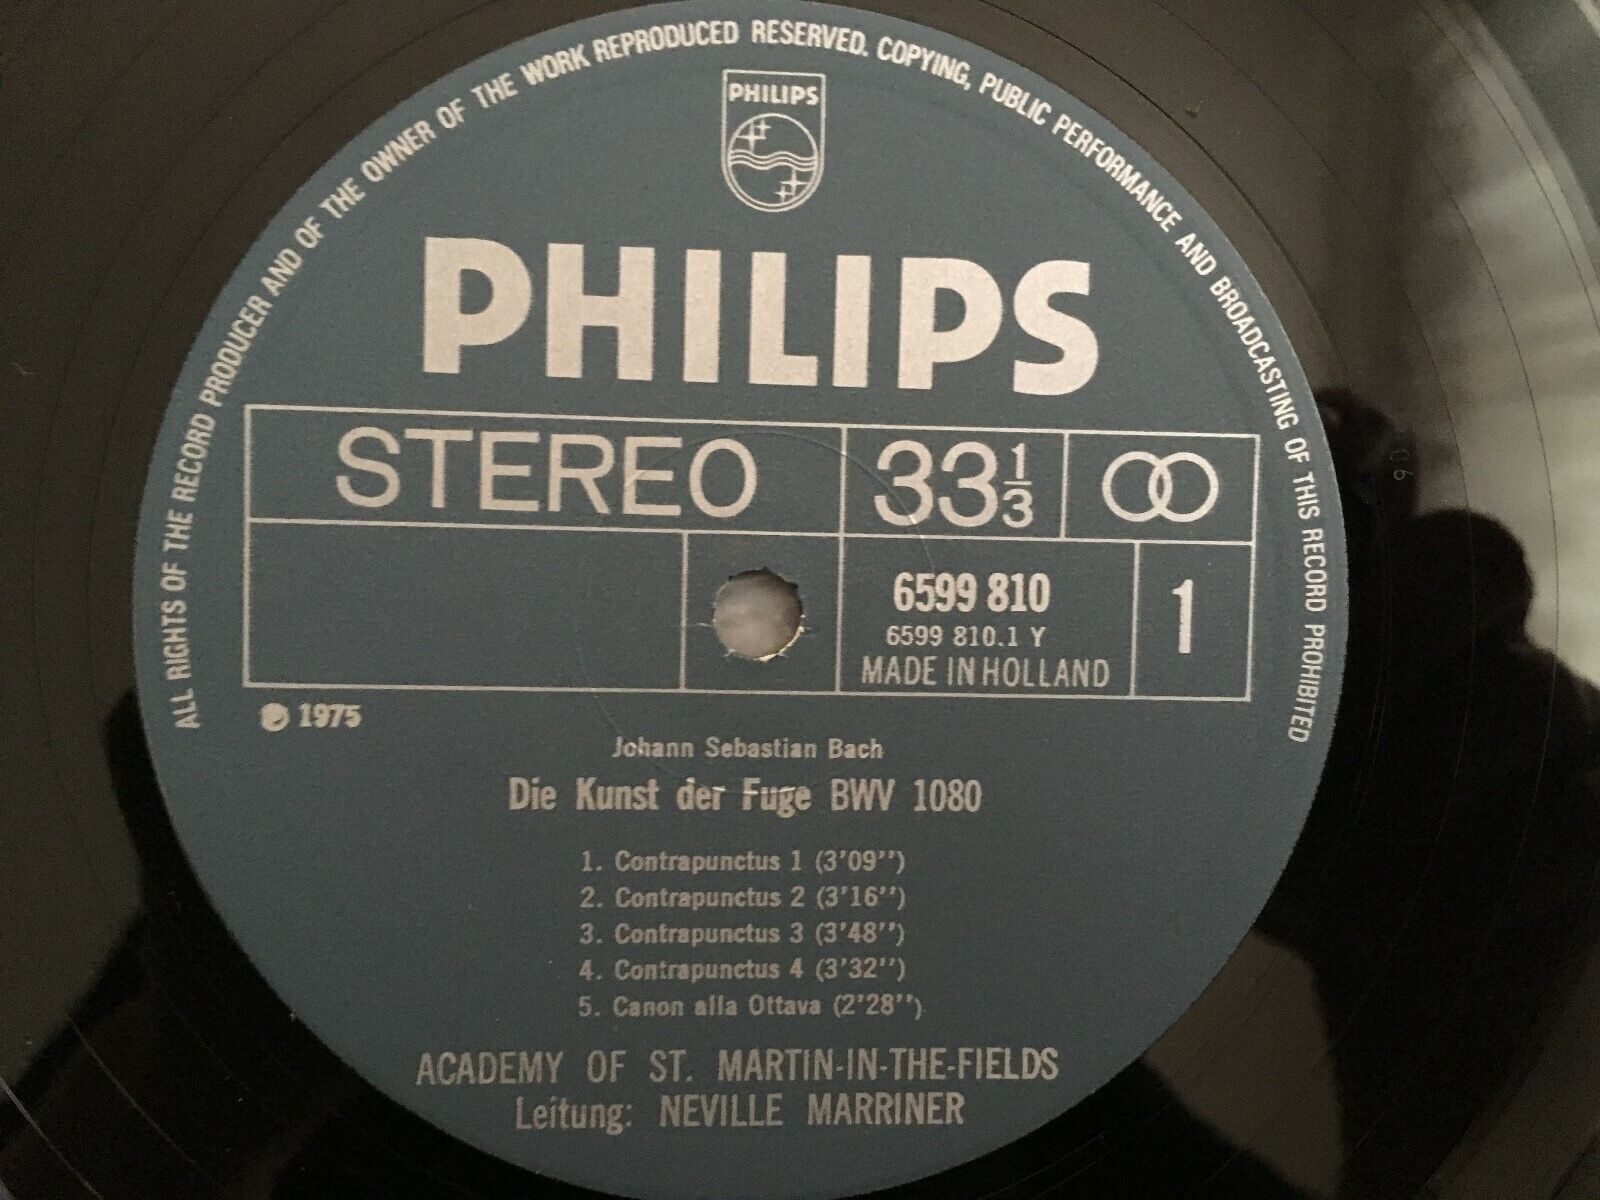 ALL RIGHTS OF THE RECORD PRODUCER AND OF THE OWNER OF THE WORK REPRODUCED RESERVED. COPYING, PUBLIC PERFORMANCE AND BROADCASTING OF THIS RECORD PROHIBITED
PHILIPS
PHILIPS
STEREO 33 1/3
6599 810 1
6599 810.1 Y
MADE IN HOLLAND
℗ 1975
Johann Sebastian Bach
Die Kunst der Fuge BWV 1080
1. Contrapunctus 1 (3'09'')
2. Contrapunctus 2 (3'16'')
3. Contrapunctus 3 (3'48'')
4. Contrapunctus 4 (3'32'')
5. Canon alla Ottava (2'28'')
ACADEMY OF ST. MARTIN-IN-THE-FIELDS
Leitung: NEVILLE MARRINER